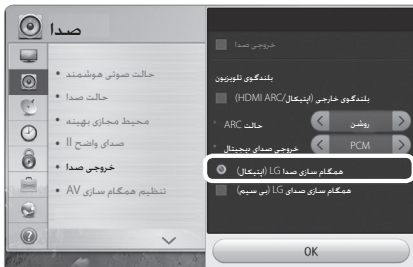 صدا
حالت صوتی هوشمند •
حالت صدا •
محیط مجازی بهینه •
صدای واضح II •
خروجی صدا •
تنظیم همگام سازی AV •
خروجی صدا
بلندگوی تلویزیون
بلندگوی خارجی (اپتیکال/HDMI ARC)
حالت ARC
روشن
خروجی صدای دیجیتال
PCM
همگام سازی صدا LG (اپتیکال)
همگام سازی صدای LG (بی سیم)
OK